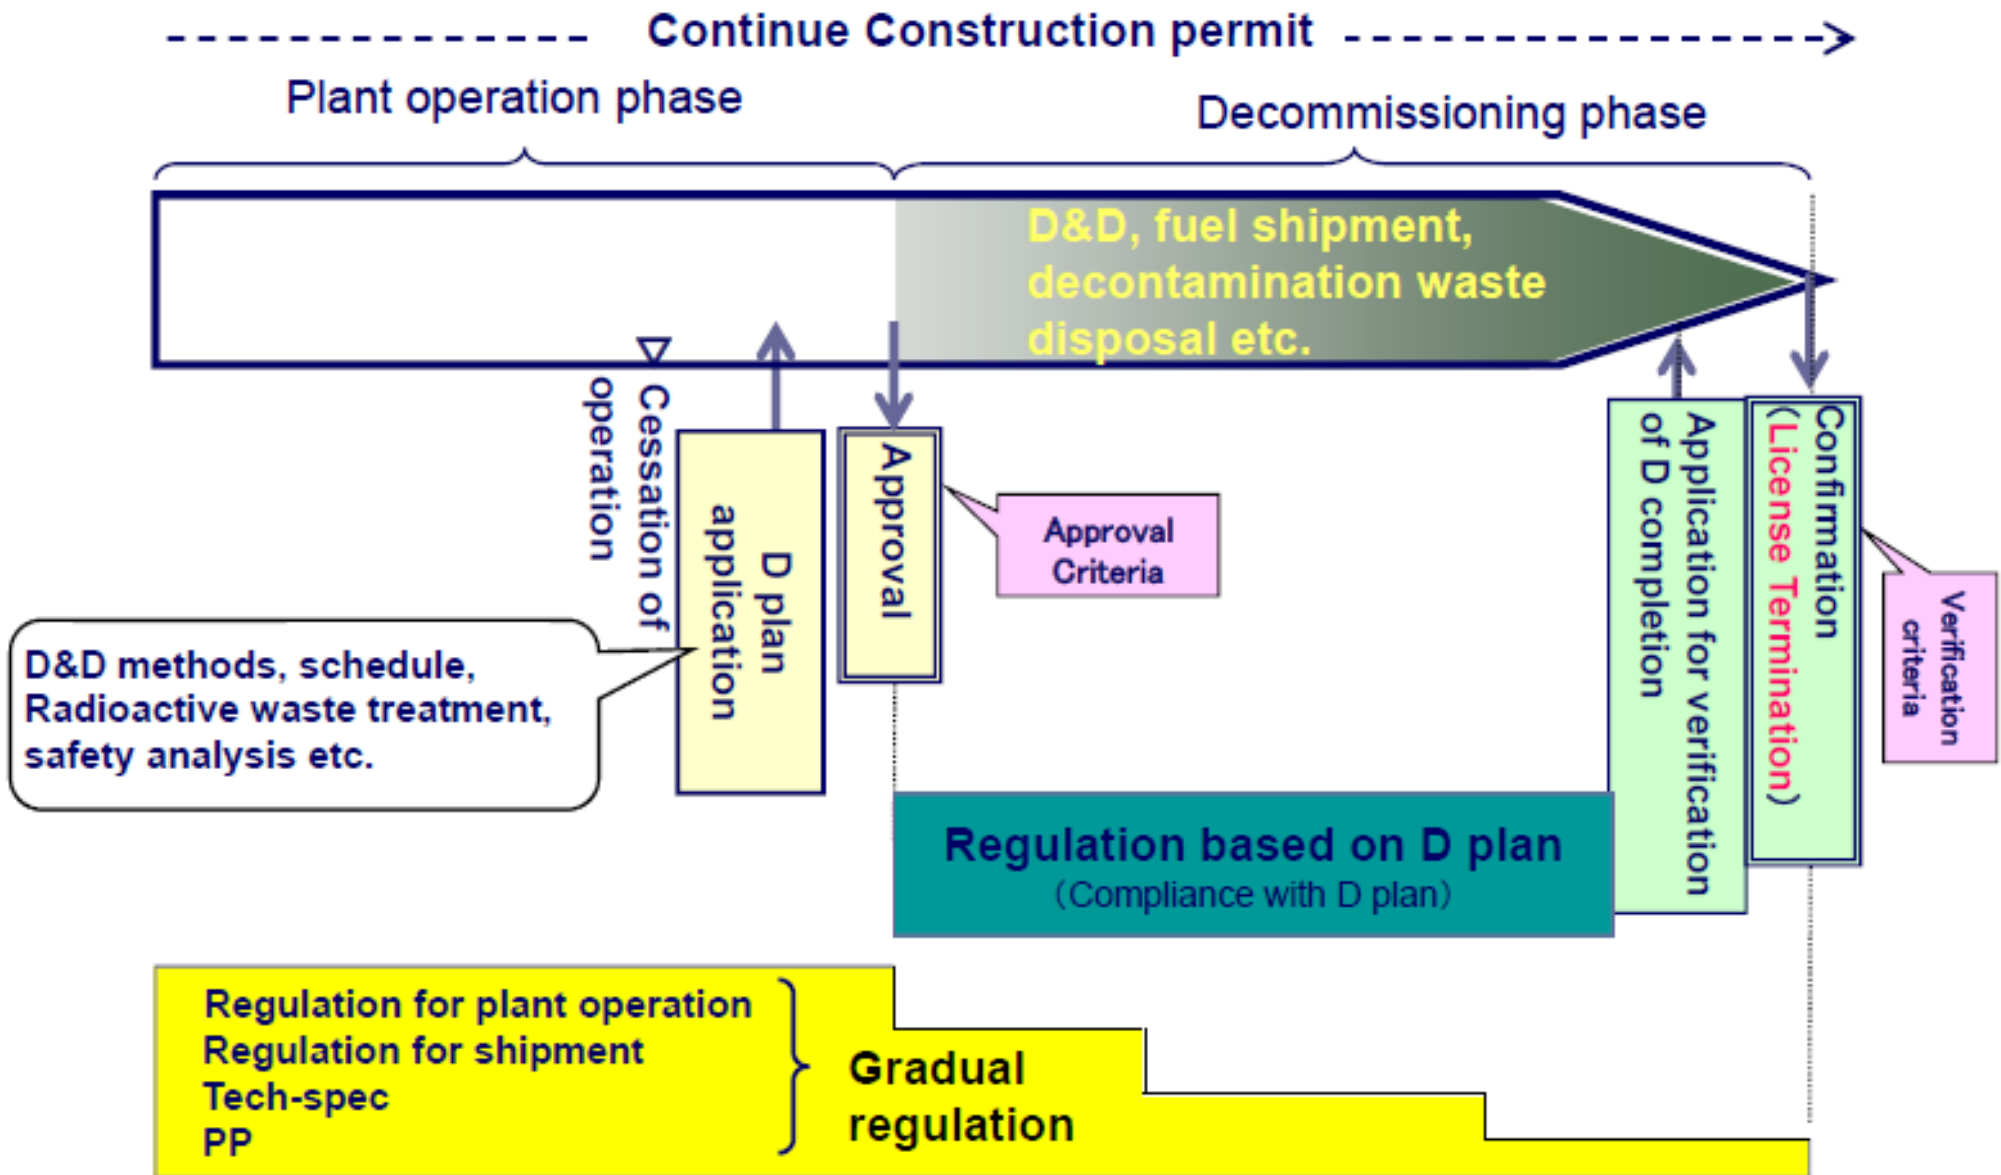 Continue Construction permit
Plant operation phase
Decommissioning phase
D&D, fuel shipment,
decontamination waste
disposal etc.
Cessation of
operation
D plan
application
Approval
Approval
Criteria
Application for verification
of D completion
Confirmation
(License Termination)
Verification
criteria
D&D methods, schedule,
Radioactive waste treatment,
safety analysis etc.
Regulation based on D plan
(Compliance with D plan)
Regulation for plant operation
Regulation for shipment
Tech-spec
PP
Gradual
regulation